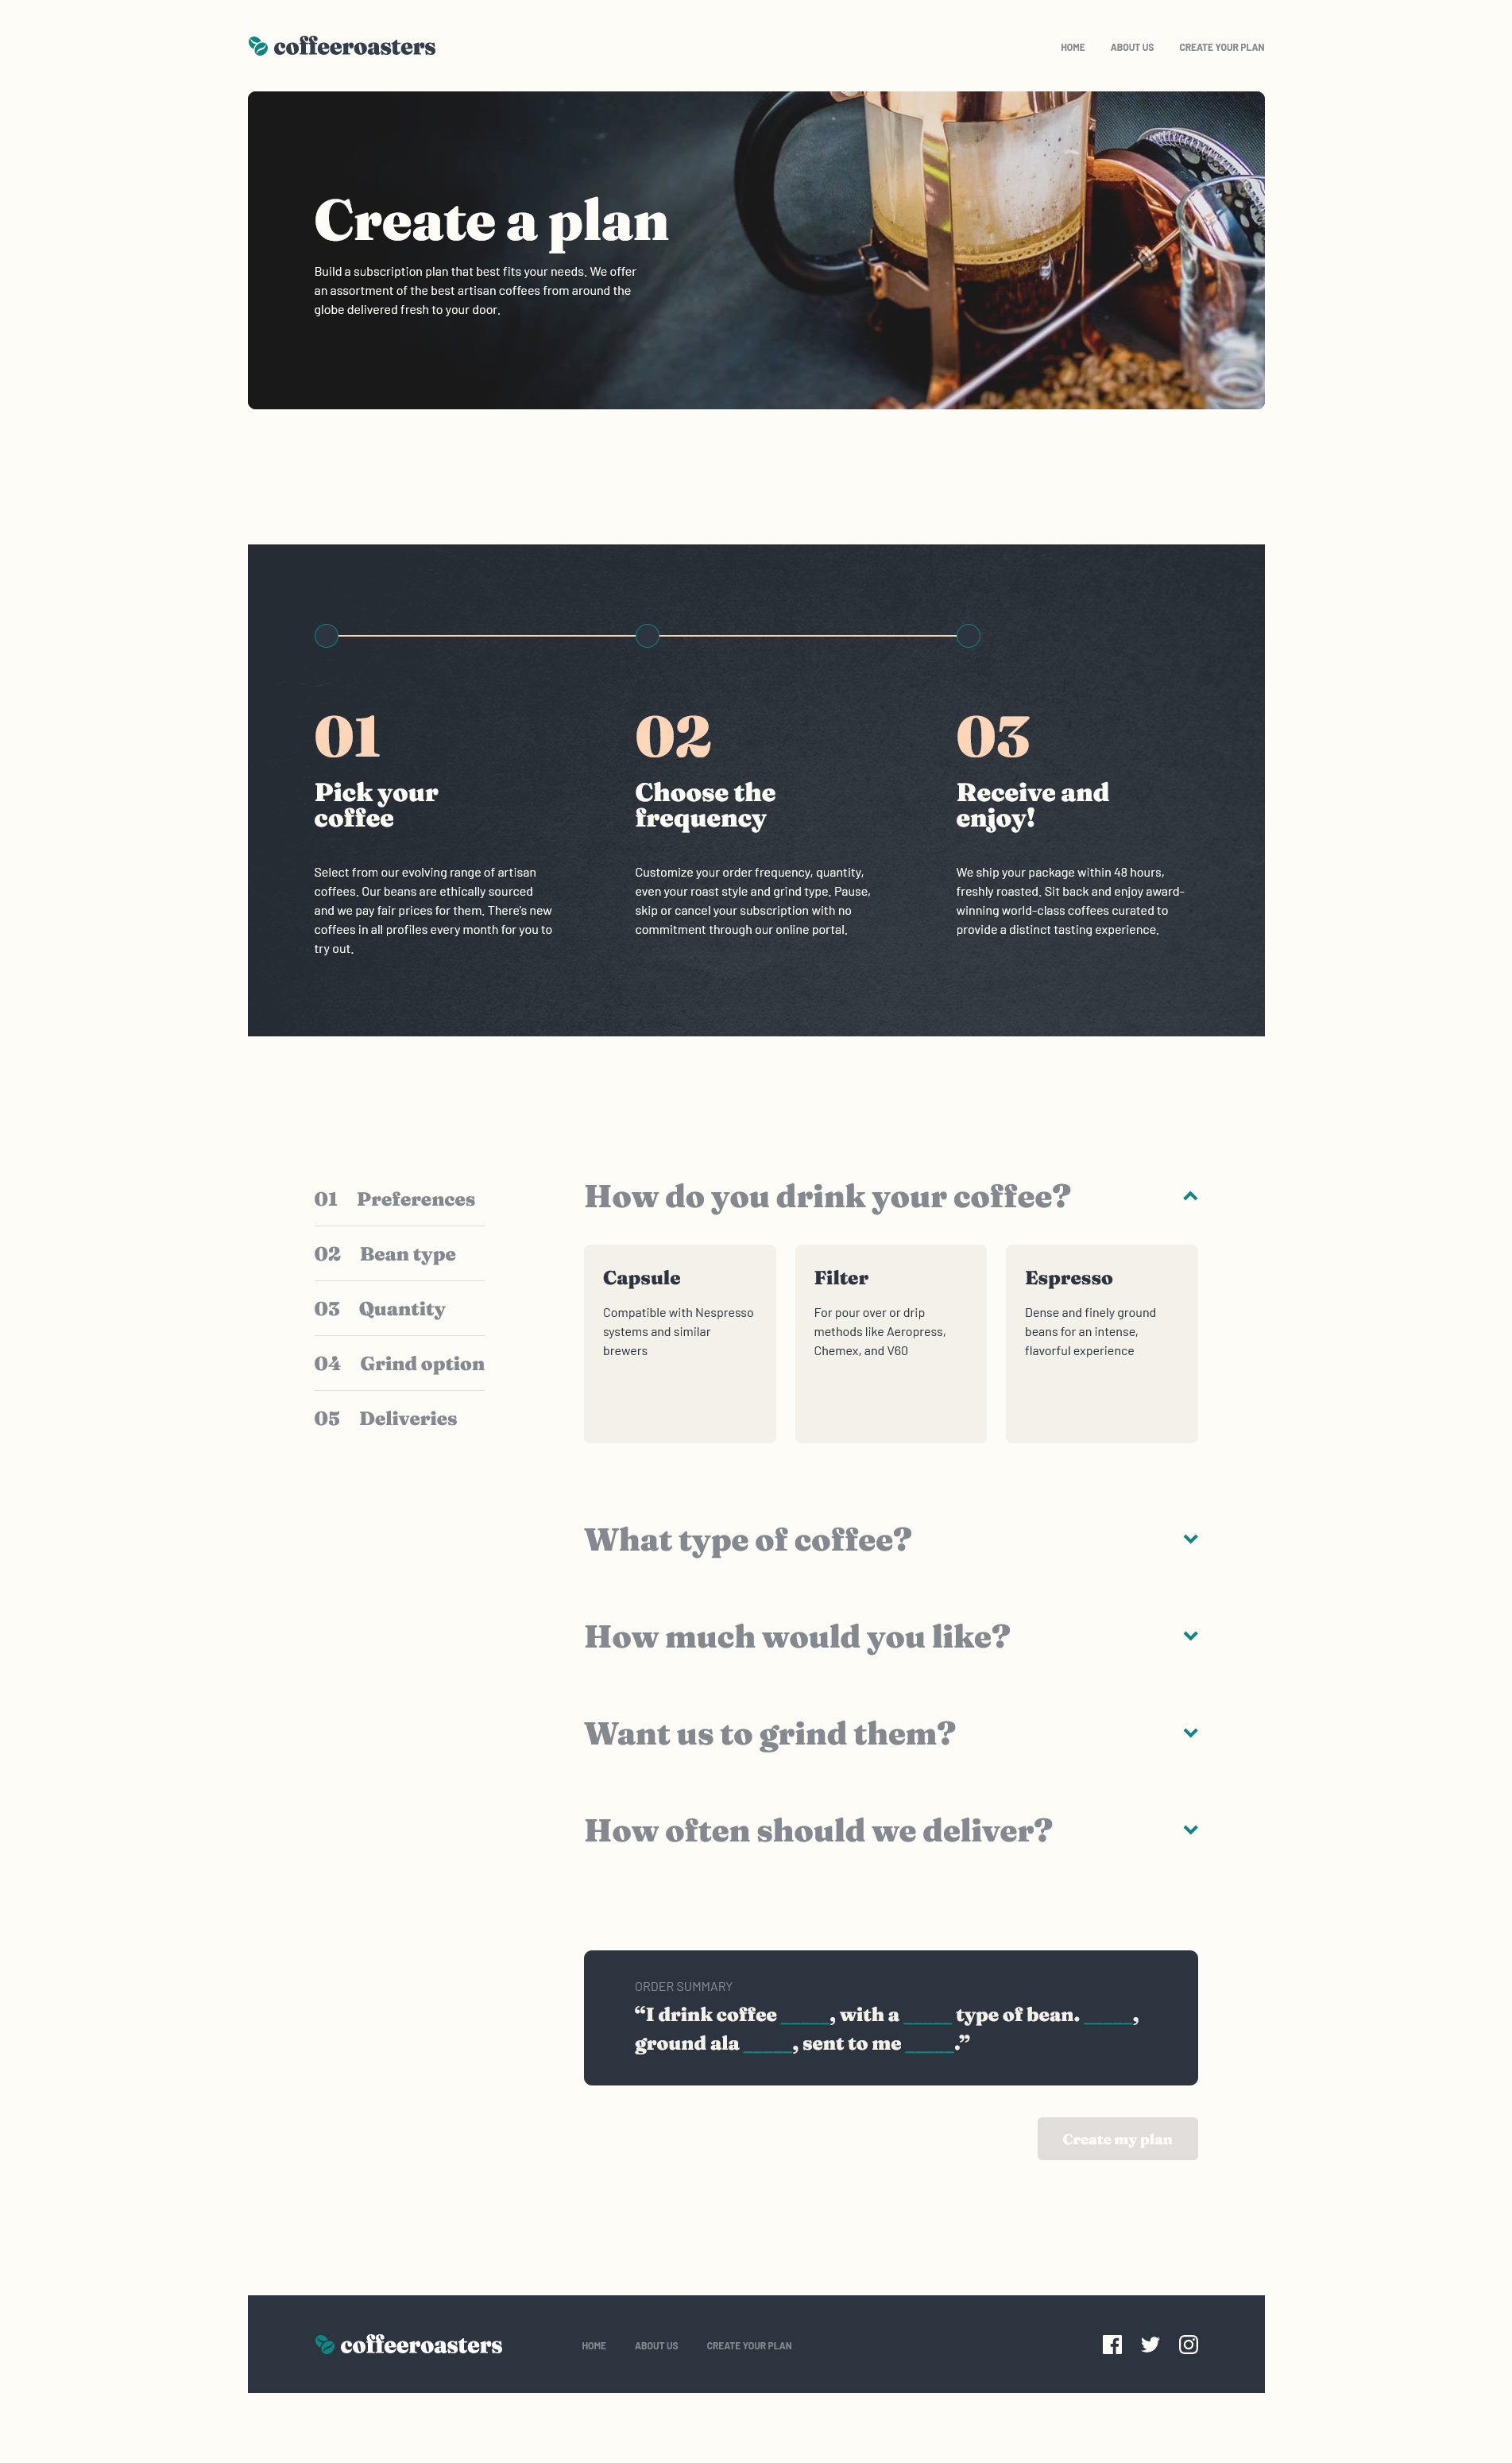 coffeeroasters
HOME ABOUT US CREATE YOUR PLAN
Create a plan
Build a subscription plan that best fits your needs. We offer
an assortment of the best artisan coffees from around the
globe delivered fresh to your door.
01
Pick your
coffee
Select from our evolving range of artisan
coffees. Our beans are ethically sourced
and we pay fair prices for them. There's new
coffees in all profiles every month for you to
try out.
02
Choose the
frequency
Customize your order frequency, quantity,
even your roast style and grind type. Pause,
skip or cancel your subscription with no
commitment through our online portal.
03
Receive and
enjoy!
We ship your package within 48 hours,
freshly roasted. Sit back and enjoy award-
winning world-class coffees curated to
provide a distinct tasting experience.
01 Preferences
02 Bean type
03 Quantity
04 Grind option
05 Deliveries
How do you drink your coffee?
Capsule
Compatible with Nespresso
systems and similar
brewers
Filter
For pour over or drip
methods like Aeropress,
Chemex, and V60
Espresso
Dense and finely ground
beans for an intense,
flavorful experience
What type of coffee?
How much would you like?
Want us to grind them?
How often should we deliver?
ORDER SUMMARY
“I drink coffee _____, with a _____ type of bean. _____,
ground ala _____, sent to me _____.”
Create my plan
coffeeroasters
HOME ABOUT US CREATE YOUR PLAN